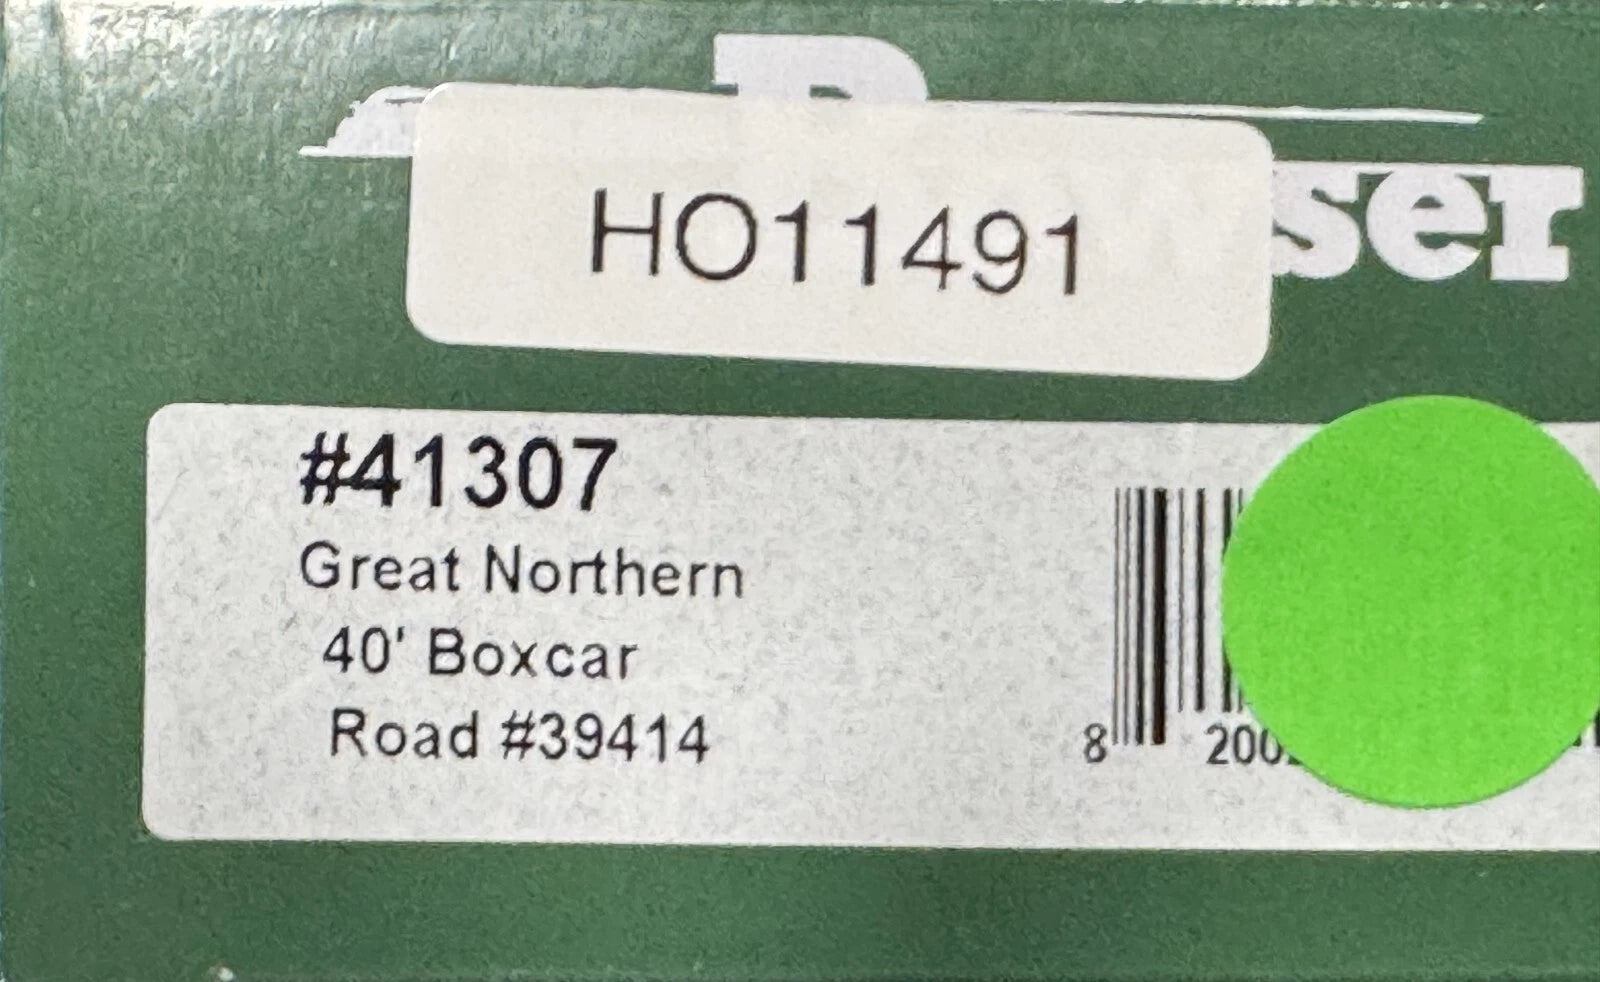 HO11491
#41307
Great Northern
40' Boxcar
Road #39414
8 200